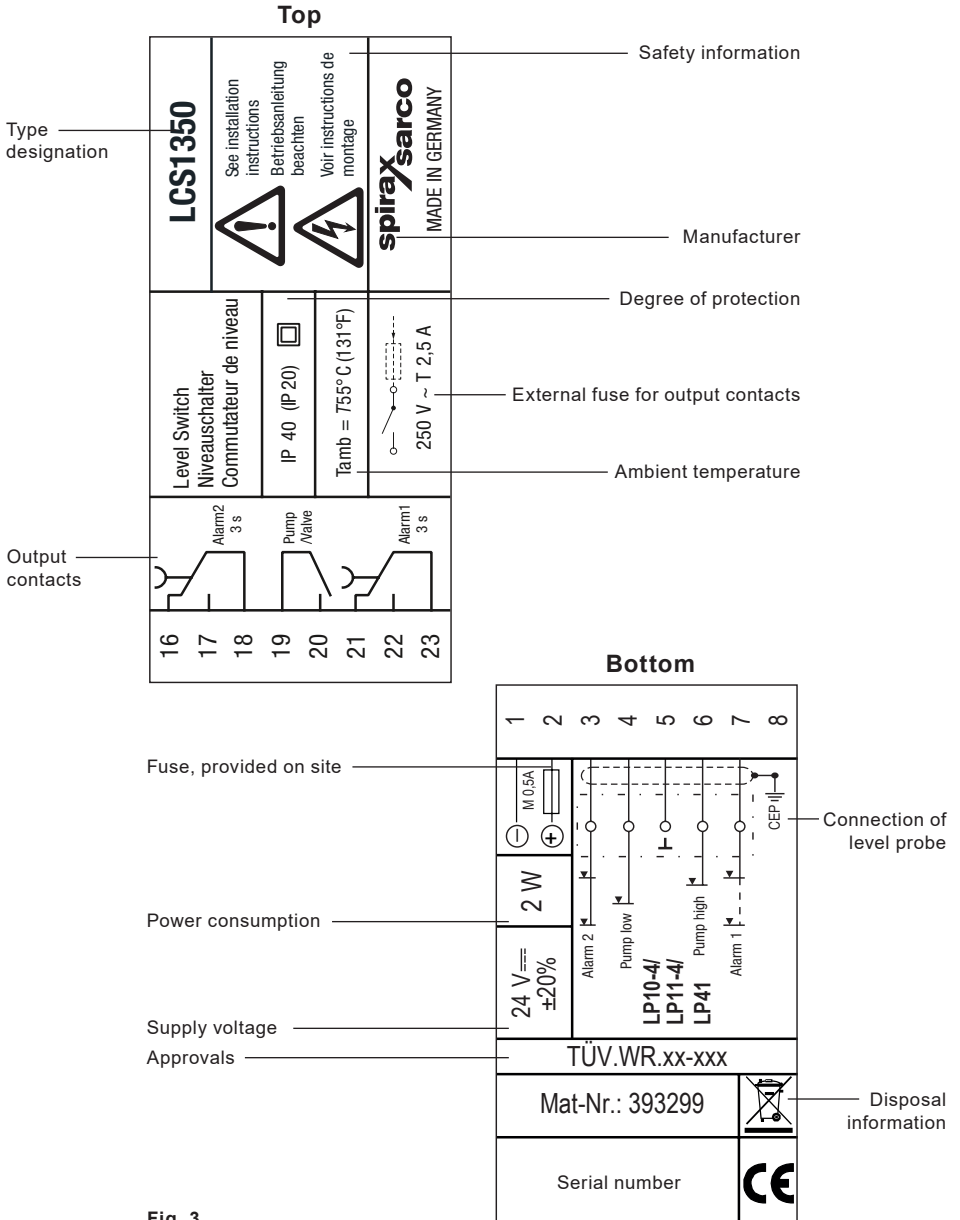 Top
Safety information
Type
designation
LCS1350
See installation
instructions
Betriebsanleitung
beachten
Voir instructions de
montage
spirax
sarco
MADE IN GERMANY
Manufacturer
Degree of protection
Level Switch
Niveauschalter
Commutateur de niveau
IP 40 (IP20)
Tamb = T55°C (131°F)
250 V ~ T 2,5 A
External fuse for output contacts
Ambient temperature
Output
contacts
Alarm2
3 s
Pump
/Valve
Alarm1
3 s
16
17
18
19
20
21
22
23
Bottom
1
2
3
4
5
6
7
8
Fuse, provided on site
M 0,5A
CEP
Connection of
level probe
Power consumption
2 W
Alarm 2
Pump low
Pump high
Alarm 1
LP10-4/
LP11-4/
LP41
24 V
±20%
Supply voltage
Approvals
TÜV.WR.xx-xxx
Mat-Nr.: 393299
Disposal
information
Serial number
CE
Fig. 3